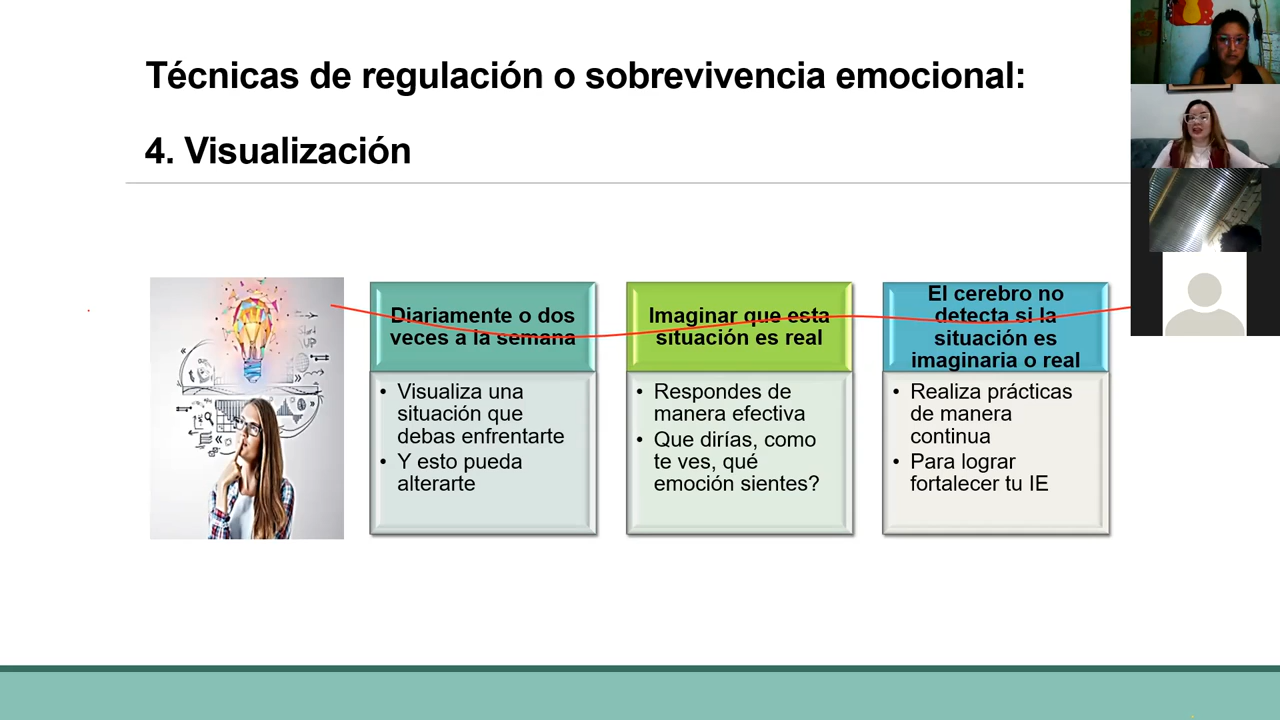 Técnicas de regulación o sobrevivencia emocional:
4. Visualización
START
UP
Diariamente o dos
veces a la semana
• Visualiza una
situación que
debas enfrentarte
• Y esto pueda
alterarte
Imaginar que esta
situación es real
• Respondes de
manera efectiva
• Que dirías, como
te ves, qué
emoción sientes?
El cerebro no
detecta si la
situación es
imaginaria o real
• Realiza prácticas
de manera
continua
• Para lograr
fortalecer tu IE